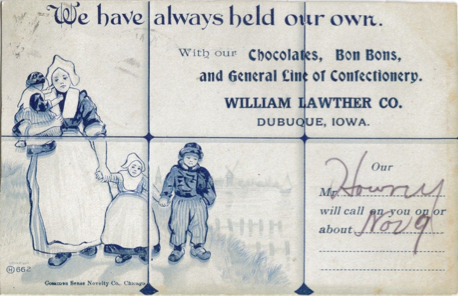 We have always held our own.
With our Chocolates, Bon Bons,
and General Line of Confectionery.
WILLIAM LAWTHER CO.
DUBUQUE, IOWA.
Our
Mr.
will call on you on or
about Nov 9
662
Common Sense Novelty Co., Chicago.